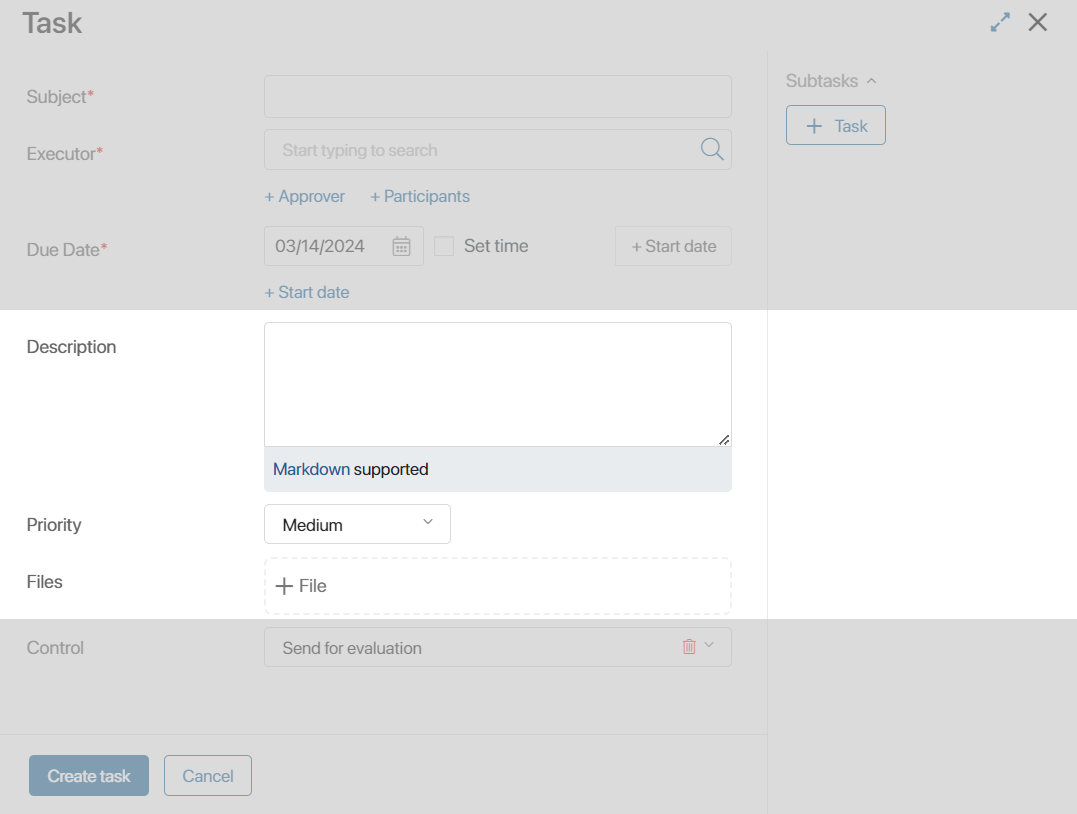 Task
Subject*
Executor*
Start typing to search
+ Approver + Participants
Due Date*
03/14/2024
Set time
+ Start date
+ Start date
Description
Markdown supported
Priority
Medium
Files
+ File
Control
Send for evaluation
Create task
Cancel
Subtasks
+ Task